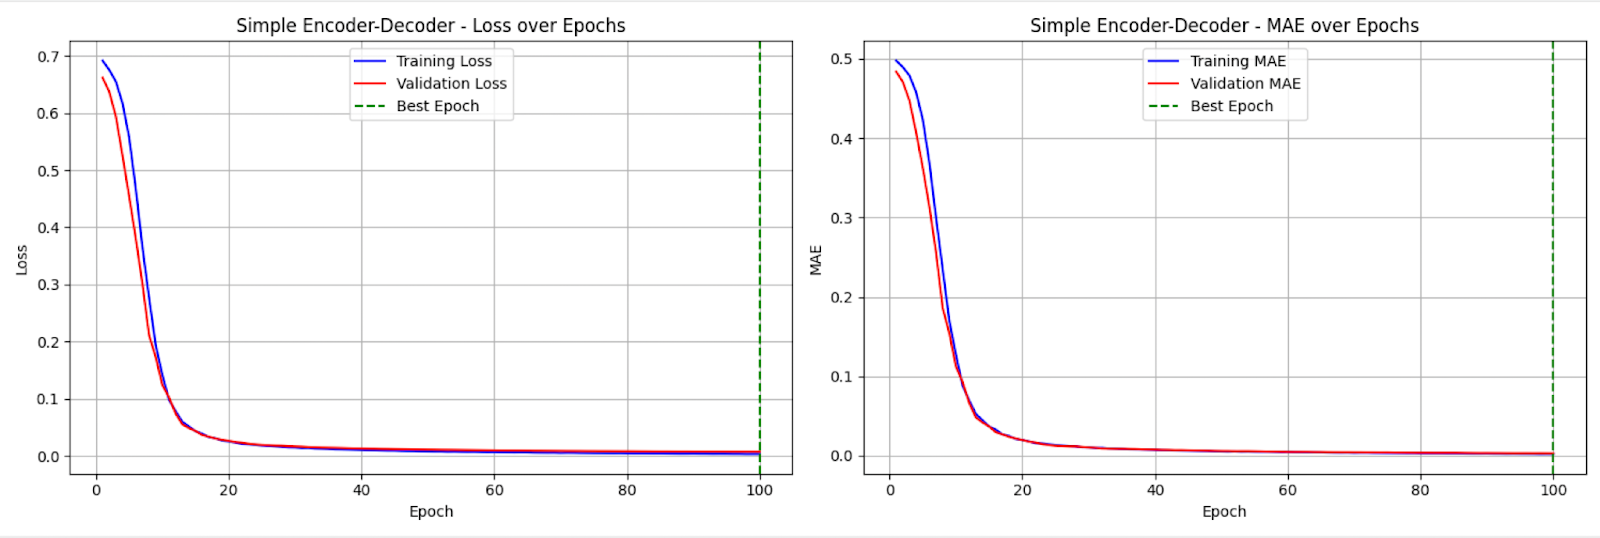 Simple Encoder-Decoder - Loss over Epochs
0.7
0.6
0.5
0.4
0.3
0.2
0.1
0.0
Loss
Training Loss
Validation Loss
Best Epoch
0 20 40 60 80 100
Epoch
Simple Encoder-Decoder - MAE over Epochs
0.5
0.4
0.3
0.2
0.1
0.0
MAE
Training MAE
Validation MAE
Best Epoch
0 20 40 60 80 100
Epoch